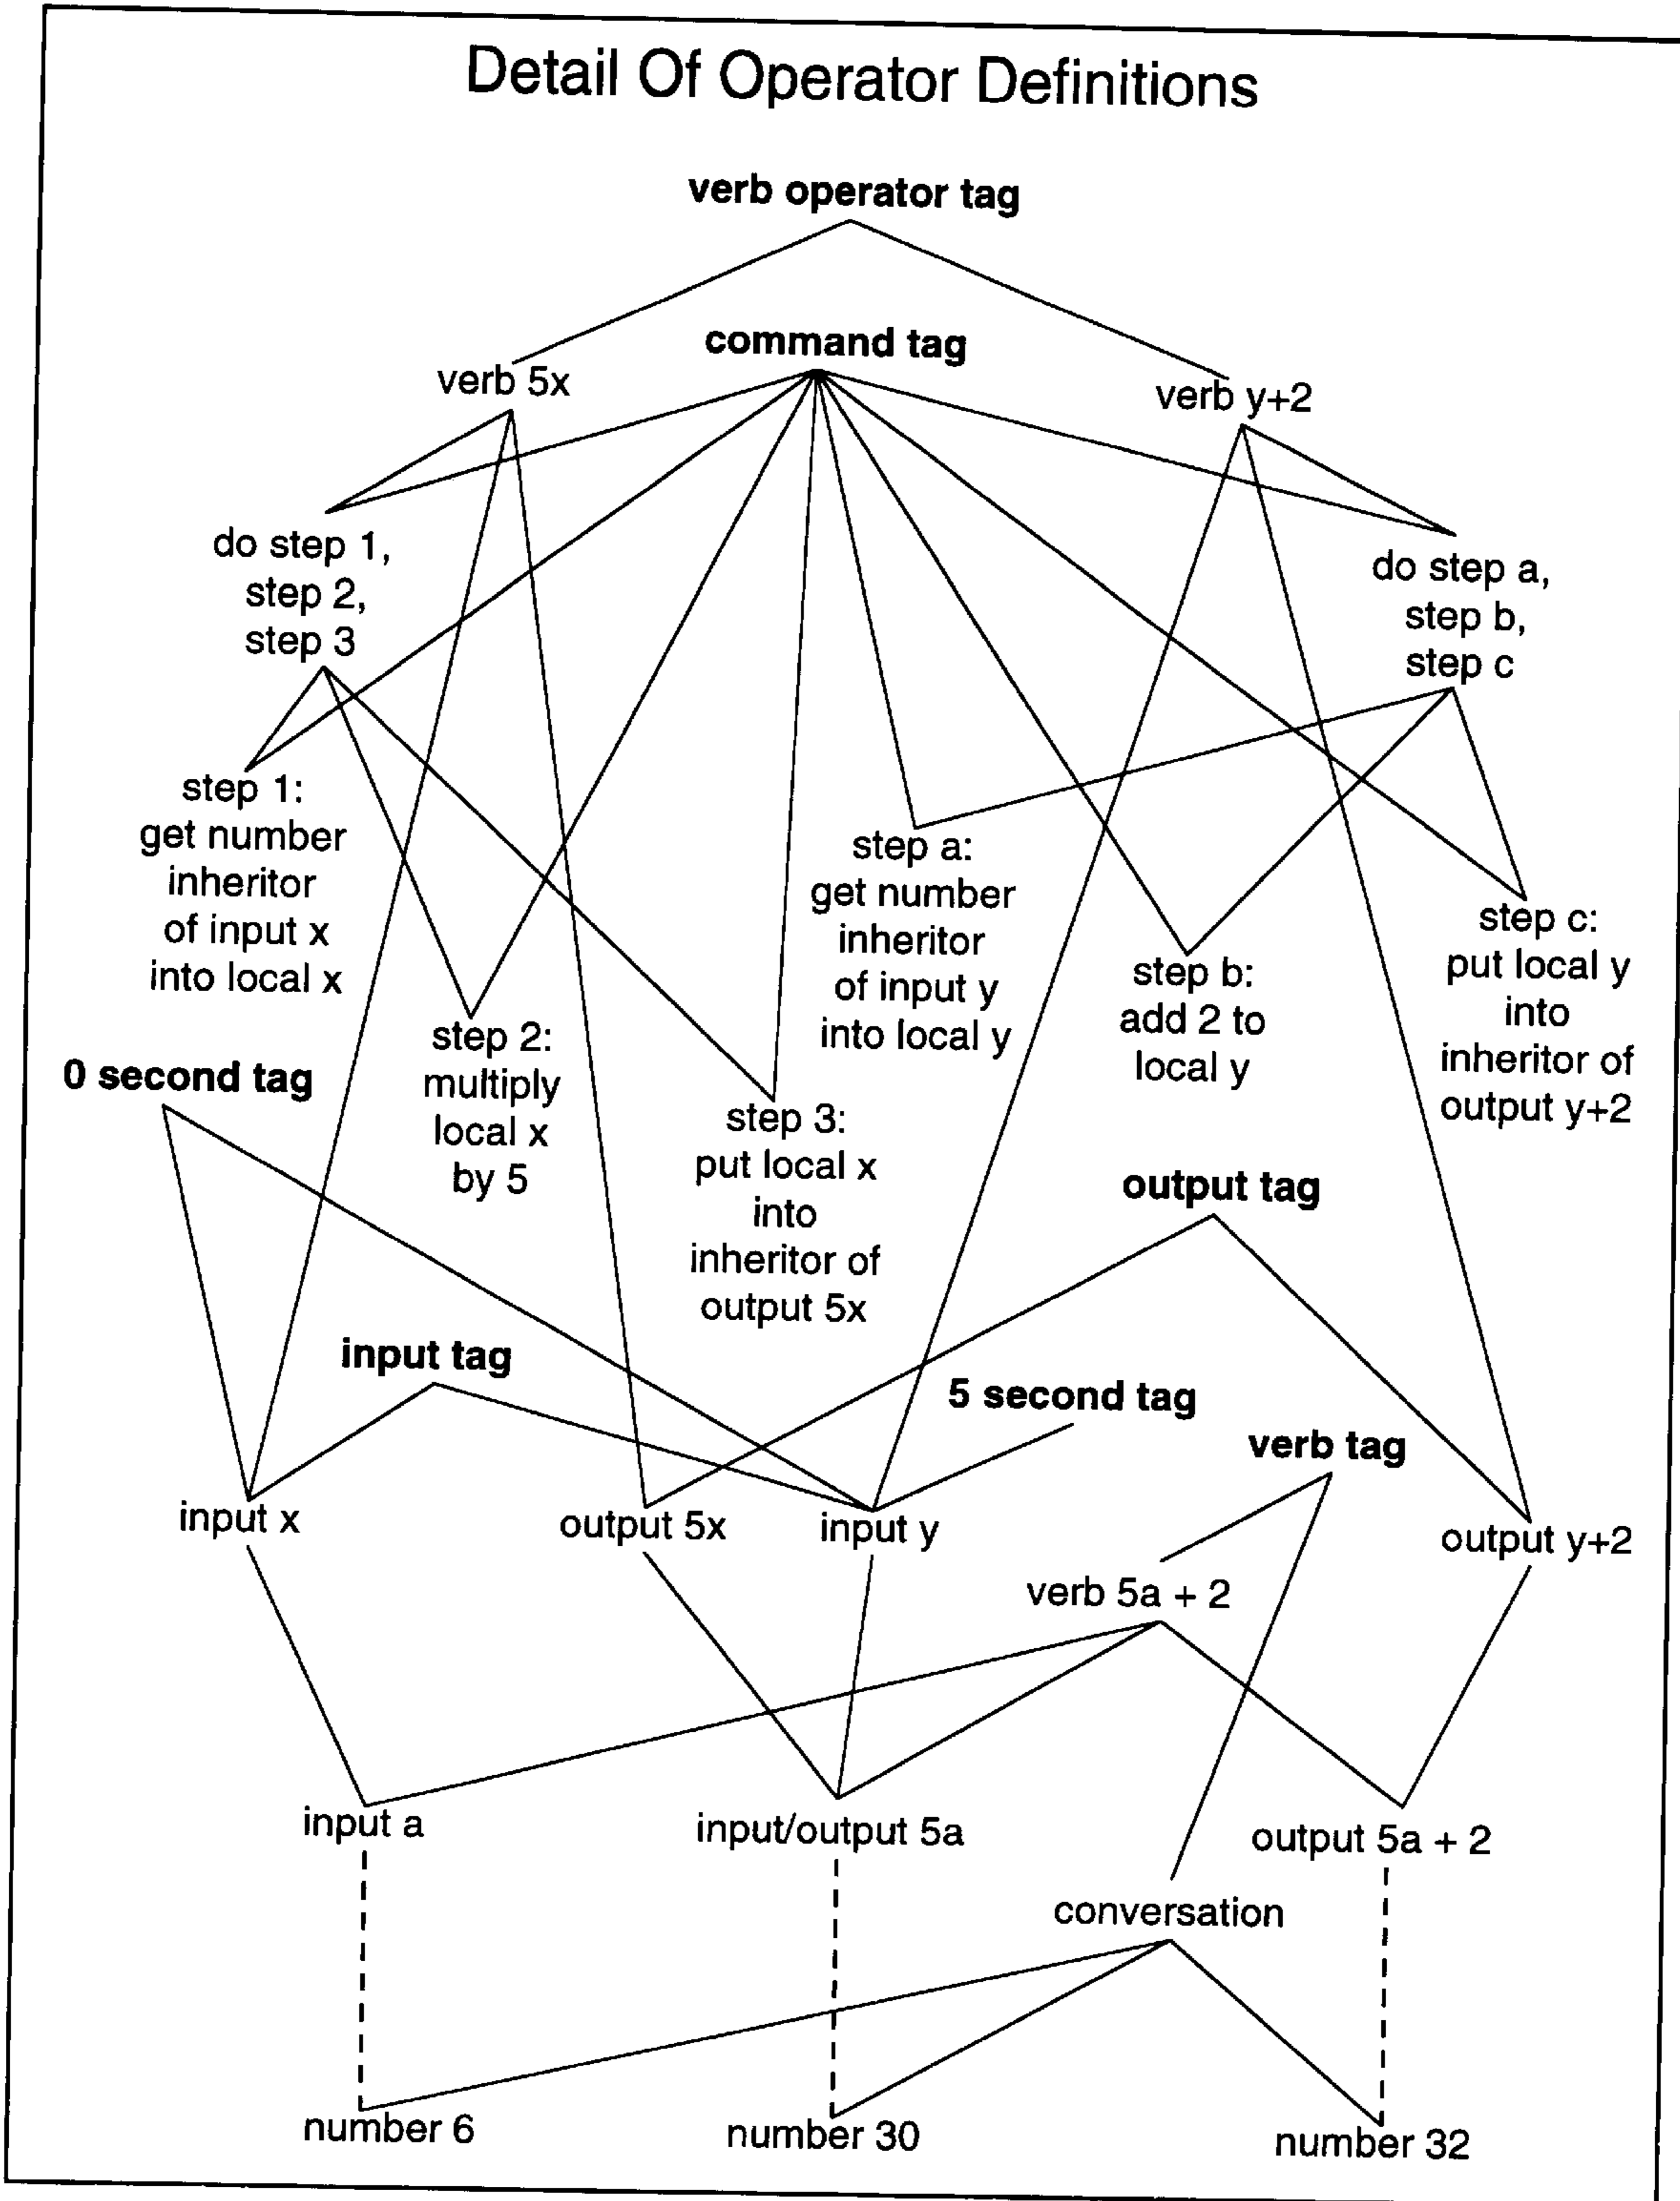 Detail Of Operator Definitions
verb operator tag
command tag
verb 5x
verb y+2
do step 1,
step 2,
step 3
do step a,
step b,
step c
step 1:
get number
inheritor
of input x
into local x
step a:
get number
inheritor
of input y
into local y
step c:
put local y
into
inheritor of
output y+2
step b:
add 2 to
local y
step 2:
multiply
local x
by 5
0 second tag
step 3:
put local x
into
inheritor of
output 5x
output tag
input tag
5 second tag
verb tag
input x
output 5x
input y
output y+2
verb 5a + 2
input a
input/output 5a
output 5a + 2
conversation
number 6
number 30
number 32